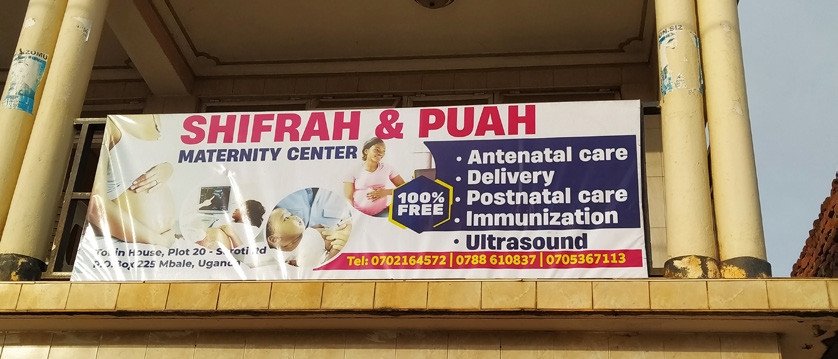 SHIFRAH & PUAH
MATERNITY CENTER
100%
FREE
• Antenatal care
• Delivery
• Postnatal care
• Immunization
• Ultrasound
Plot 20 - Soroti Rd
P.O. Box 225 Mbale, Uganda
Tel: 0702164572 | 0788 610837 | 0705367113